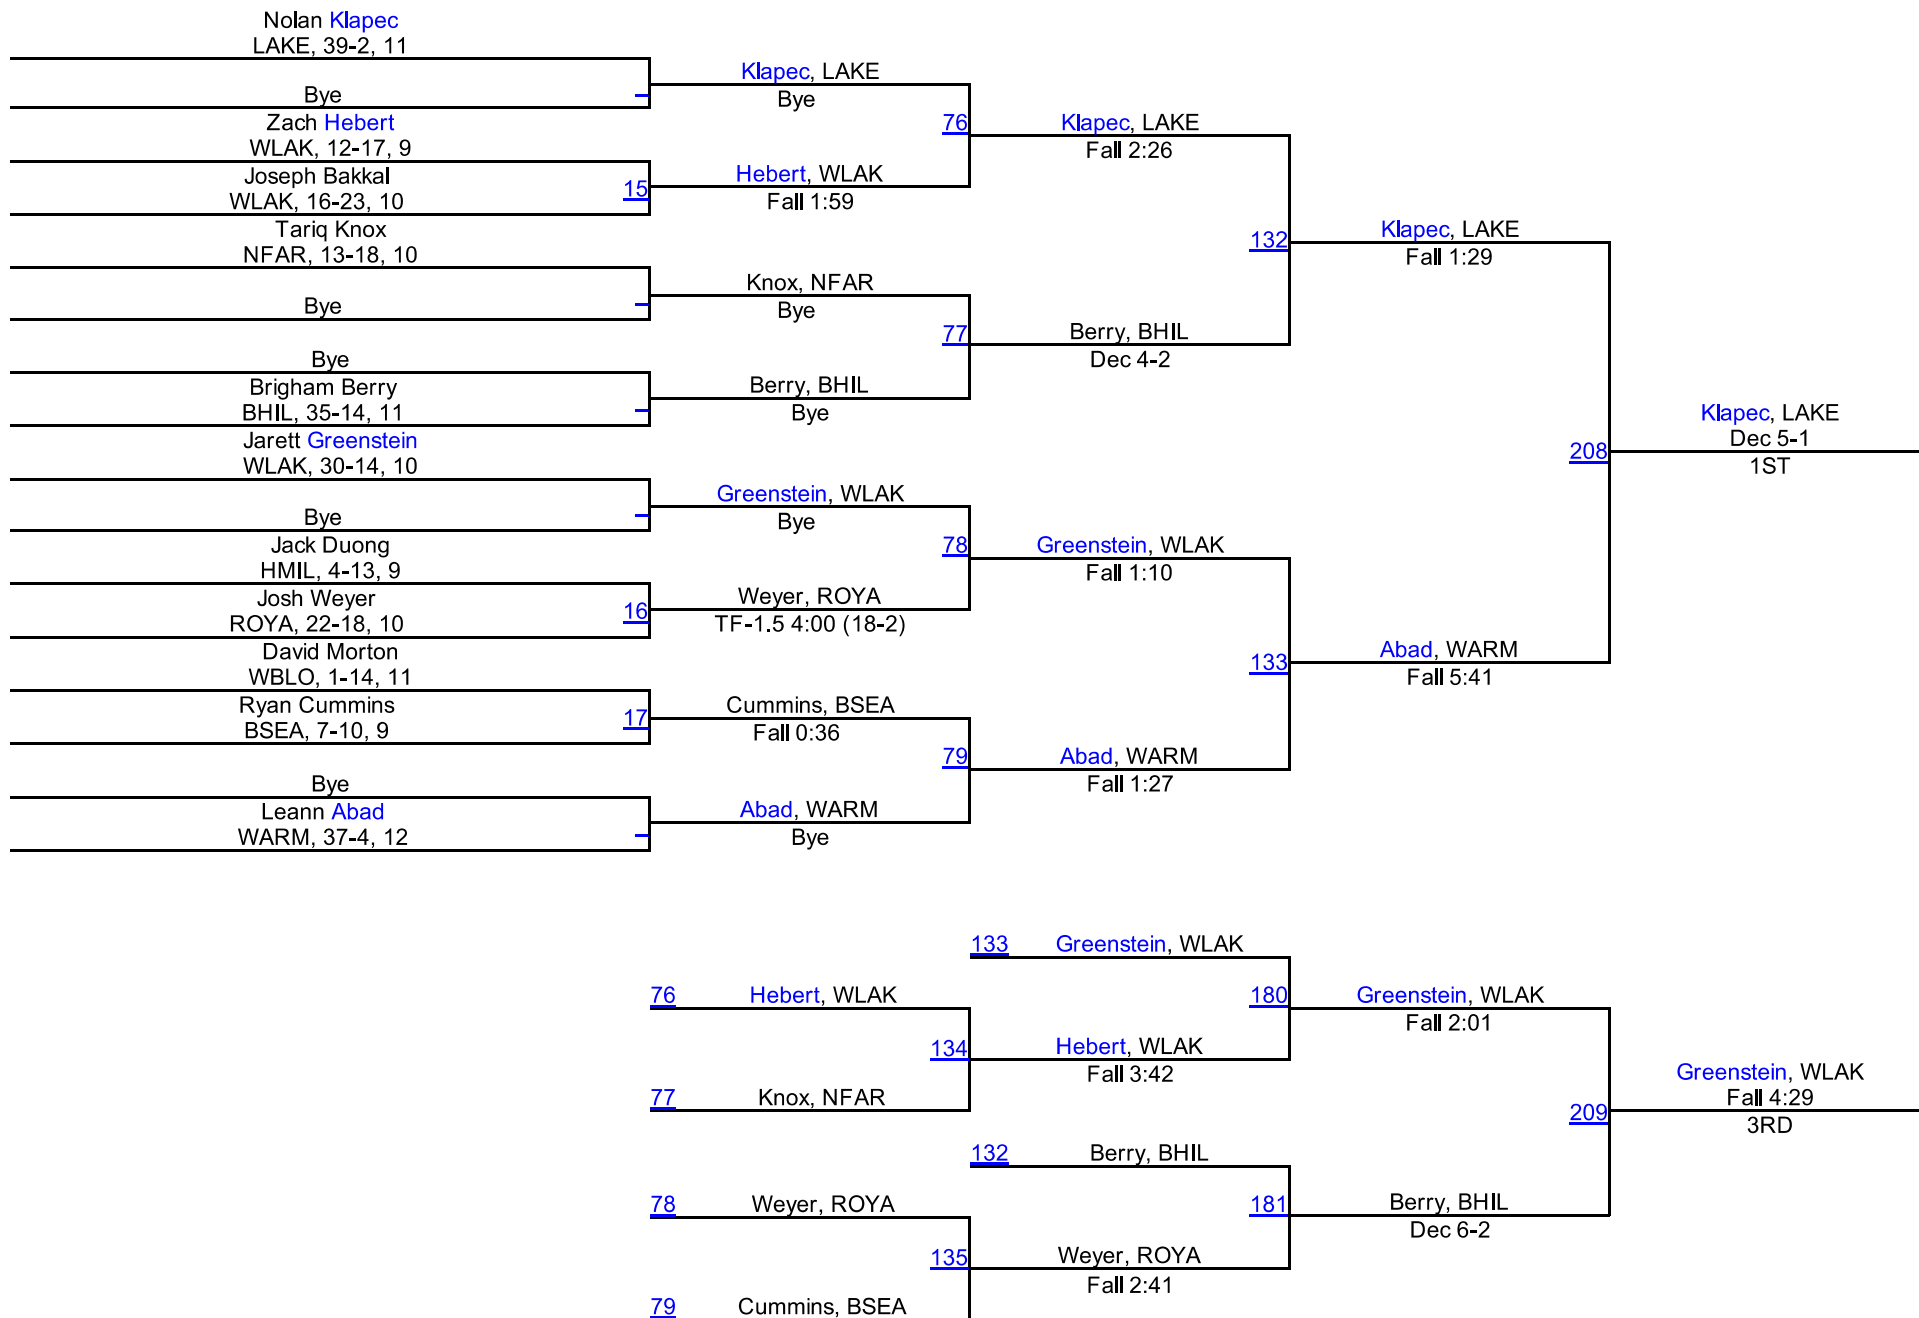 Nolan Klapec
LAKE, 39-2, 11
Bye
Zach Hebert
WLAK, 12-17, 9
Joseph Bakkal
WLAK, 16-23, 10
15
Tariq Knox
NFAR, 13-18, 10
Bye
Bye
Brigham Berry
BHIL, 35-14, 11
Jarett Greenstein
WLAK, 30-14, 10
Bye
Jack Duong
HMIL, 4-13, 9
Josh Weyer
ROYA, 22-18, 10
16
David Morton
WBLO, 1-14, 11
Ryan Cummins
BSEA, 7-10, 9
17
Bye
Leann Abad
WARM, 37-4, 12
Klapec, LAKE
Bye
76
Hebert, WLAK
Fall 1:59
Knox, NFAR
Bye
77
Berry, BHIL
Bye
Greenstein, WLAK
Bye
78
Weyer, ROYA
TF-1.5 4:00 (18-2)
Cummins, BSEA
Fall 0:36
79
Abad, WARM
Bye
Klapec, LAKE
Fall 2:26
132
Berry, BHIL
Dec 4-2
Greenstein, WLAK
Fall 1:10
133
Abad, WARM
Fall 1:27
Klapec, LAKE
Fall 1:29
208
Abad, WARM
Fall 5:41
Klapec, LAKE
Dec 5-1
1ST
133 Greenstein, WLAK
76 Hebert, WLAK
134
77 Knox, NFAR
Hebert, WLAK
Fall 3:42
180
Greenstein, WLAK
Fall 2:01
132 Berry, BHIL
78 Weyer, ROYA
135
79 Cummins, BSEA
Weyer, ROYA
Fall 2:41
181
Berry, BHIL
Dec 6-2
209
Greenstein, WLAK
Fall 4:29
3RD